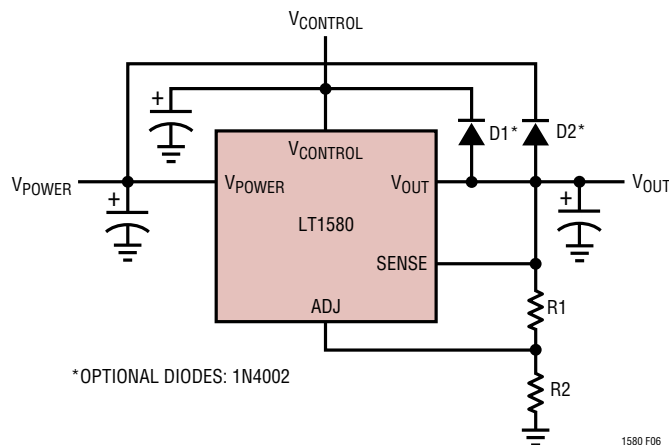 VCONTROL
+
D1*
D2*
VCONTROL
VPOWER
VPOWER
VOUT
VOUT
+
+
LT1580
SENSE
ADJ
R1
*OPTIONAL DIODES: 1N4002
R2
1580 F06